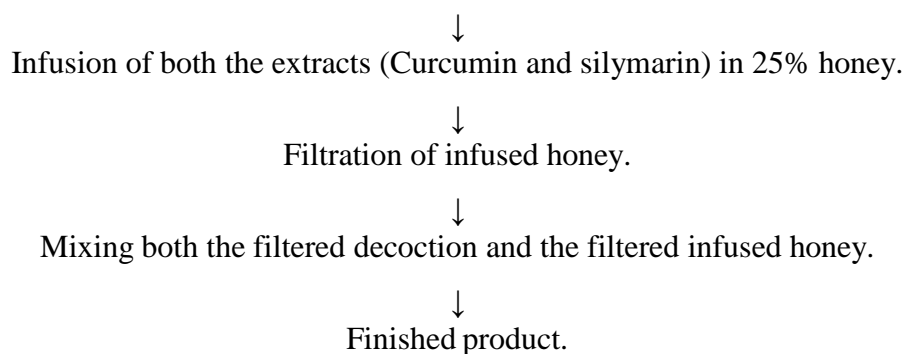 ↓
Infusion of both the extracts (Curcumin and silymarin) in 25% honey.
↓
Filtration of infused honey.
↓
Mixing both the filtered decoction and the filtered infused honey.
↓
Finished product.